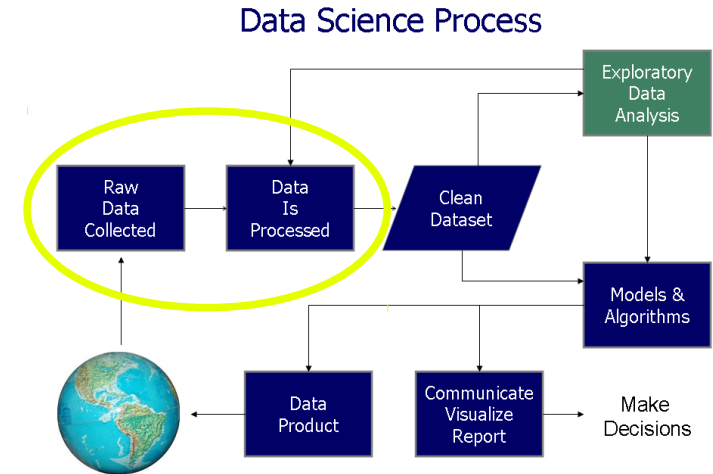 Data Science Process
Exploratory
Data
Analysis
Raw
Data
Collected
Data
Is
Processed
Clean
Dataset
Models &
Algorithms
Data
Product
Communicate
Visualize
Report
Make
Decisions